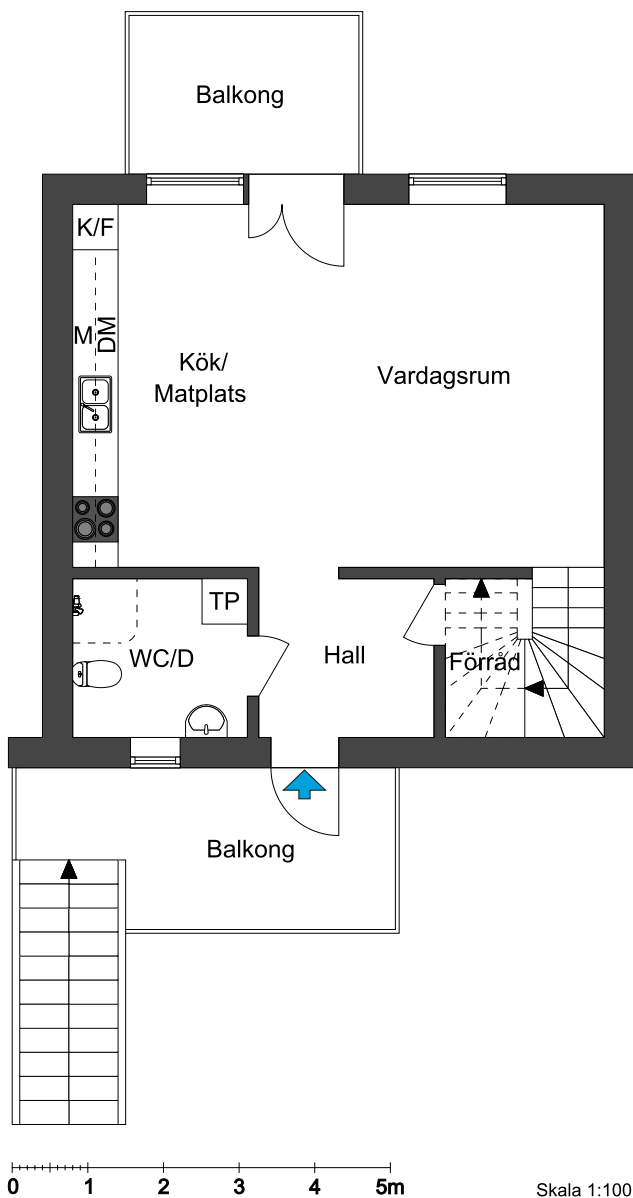 Balkong
K/F
M
DM
Kök/
Matplats
Vardagsrum
TP
WC/D
Hall
Förråd
Balkong
0 1 2 3 4 5m
Skala 1:100